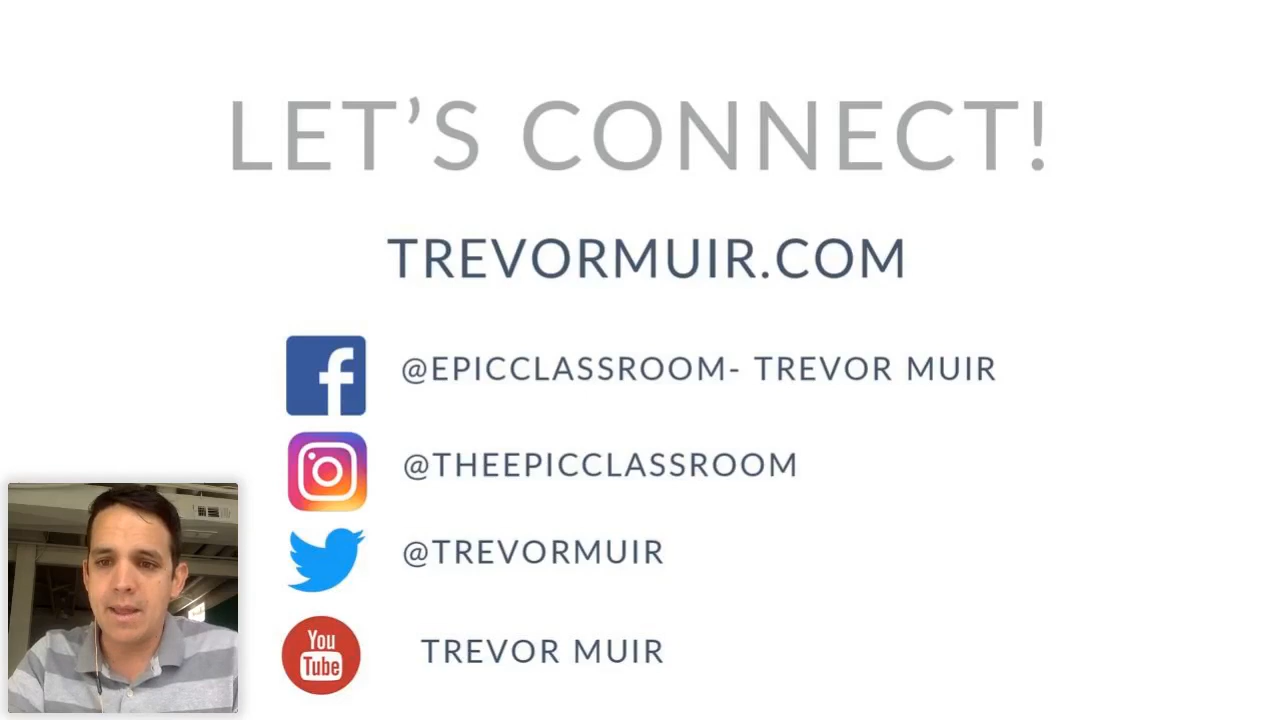 LET'S CONNECT!
TREVORMUIR.COM
f
@EPICCLASSROOM- TREVOR MUIR
@THEEPICCLASSROOM
@TREVORMUIR
You
Tube
TREVOR MUIR